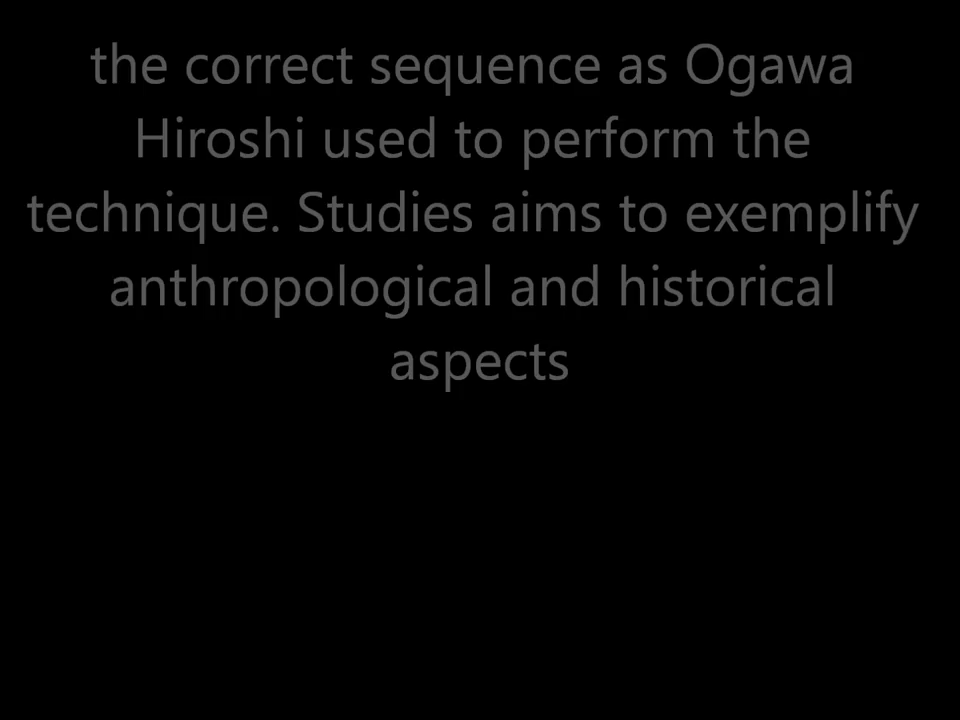 the correct sequence as Ogawa
Hiroshi used to perform the
technique. Studies aims to exemplify
anthropological and historical
aspects